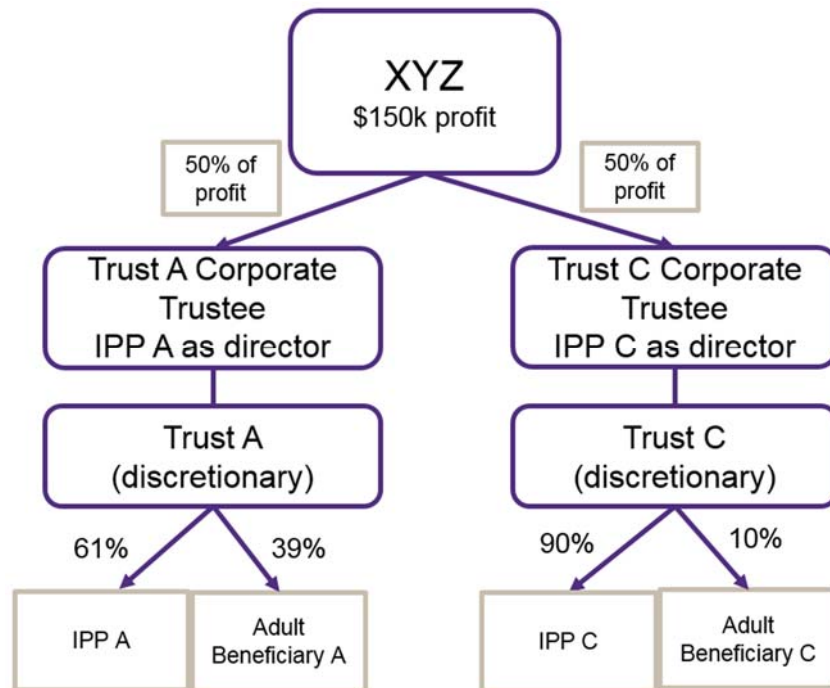 XYZ
$150k profit
50% of
profit
50% of
profit
Trust A Corporate
Trustee
IPP A as director
Trust C Corporate
Trustee
IPP C as director
Trust A
(discretionary)
Trust C
(discretionary)
61%
39%
90%
10%
IPP A
Adult
Beneficiary A
IPP C
Adult
Beneficiary C